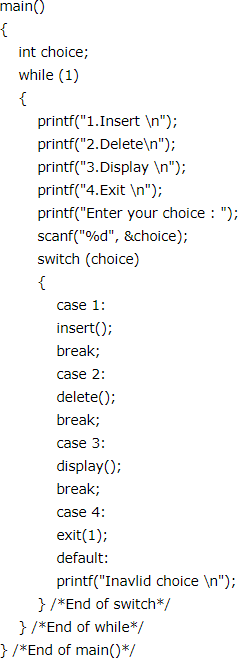 main()
{
int choice;
while (1)
{
printf("1.Insert \n");
printf("2.Delete\n");
printf("3.Display \n");
printf("4.Exit \n");
printf("Enter your choice : ");
scanf("%d", &choice);
switch (choice)
{
case 1:
insert();
break;
case 2:
delete();
break;
case 3:
display();
break;
case 4:
exit(1);
default:
printf("Inavlid choice \n");
} /*End of switch*/
} /*End of while*/
} /*End of main()*/